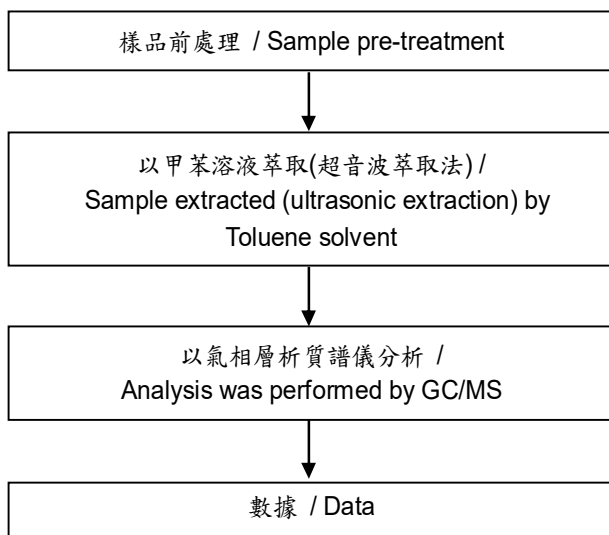 樣品前處理 / Sample pre-treatment
以甲苯溶液萃取(超音波萃取法) /
Sample extracted (ultrasonic extraction) by
Toluene solvent
以氣相層析質譜儀分析 /
Analysis was performed by GC/MS
數據 / Data